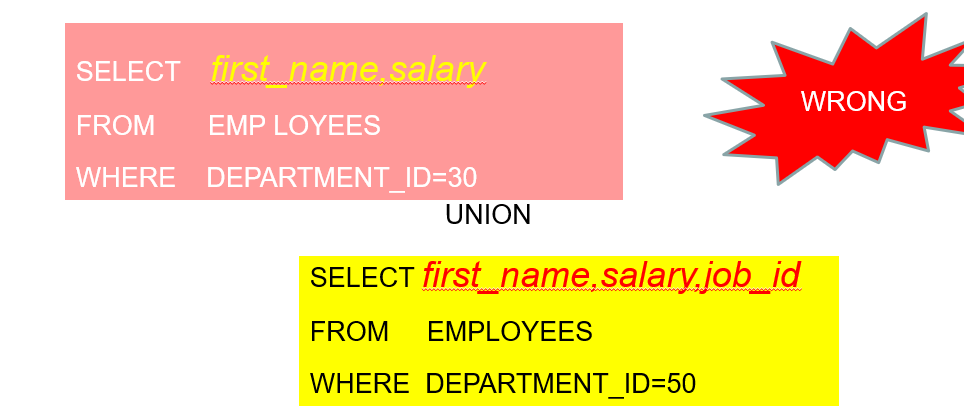 SELECT first_name,salary
FROM EMP LOYEES
WHERE DEPARTMENT_ID=30
WRONG
UNION
SELECT first_name,salary,job_id
FROM EMPLOYEES
WHERE DEPARTMENT_ID=50